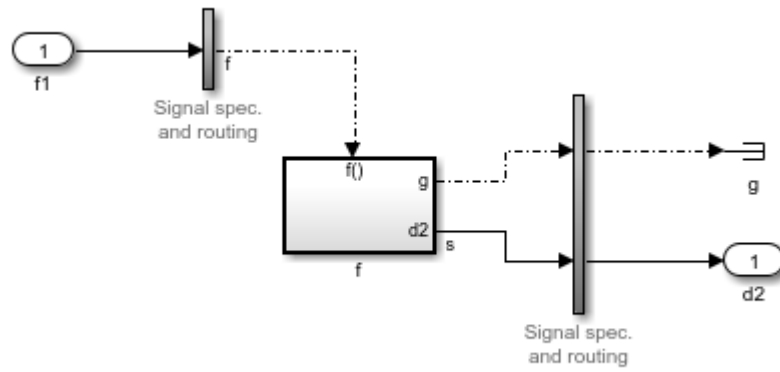 1
f1
f
Signal spec.
and routing
f()
g
d2
s
f
g
1
d2
Signal spec.
and routing